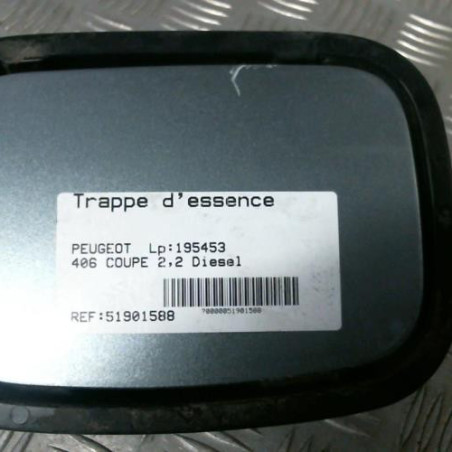 Trappe d'essence
PEUGEOT Lp:195453
406 COUPE 2,2 Diesel
REF:51901588